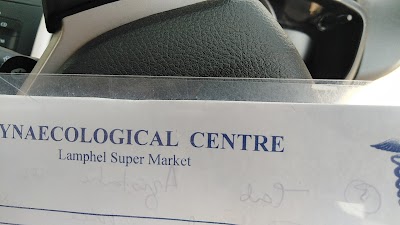 YNAECOLOGICAL CENTRE
Lamphel Super Market